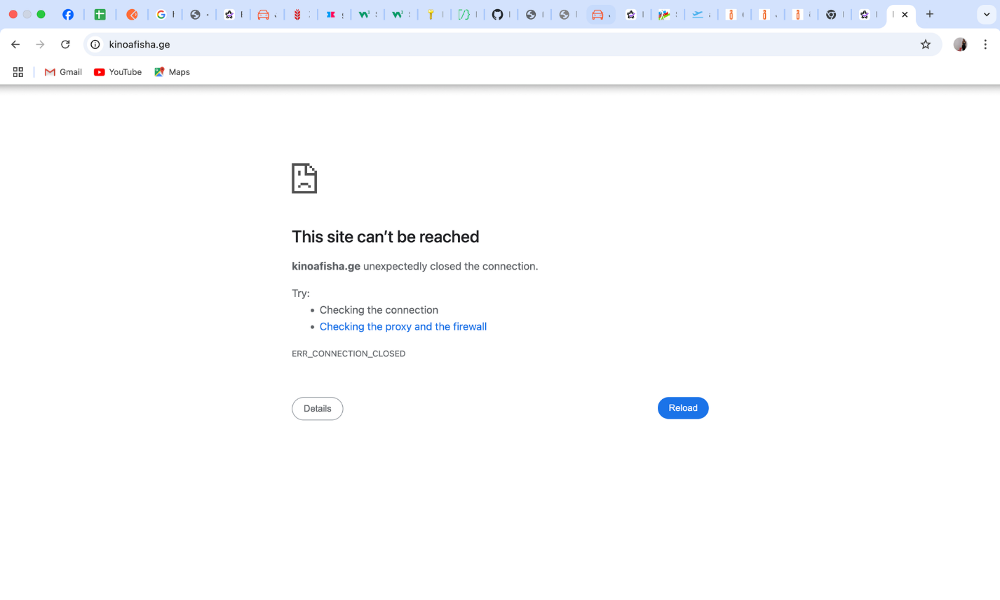 kinoafisha.ge
Gmail
YouTube
Maps
This site can’t be reached
kinoafisha.ge unexpectedly closed the connection.
Try:
• Checking the connection
• Checking the proxy and the firewall
ERR_CONNECTION_CLOSED
Details
Reload